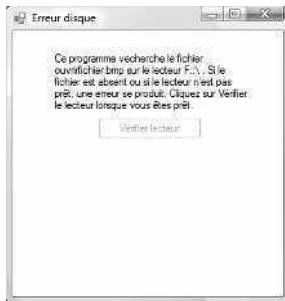 Erreur disque
Ce programme vecherche le fichier
ouvrifichier.bmp sur le lecteur F:\ . Si le
fichier est absent ou si le lecteur n'est pas
prêt, une erreur se produit. Cliquez sur Vérifier
le lecteur lorsque vous êtes prêt.
Vérifier lecteur